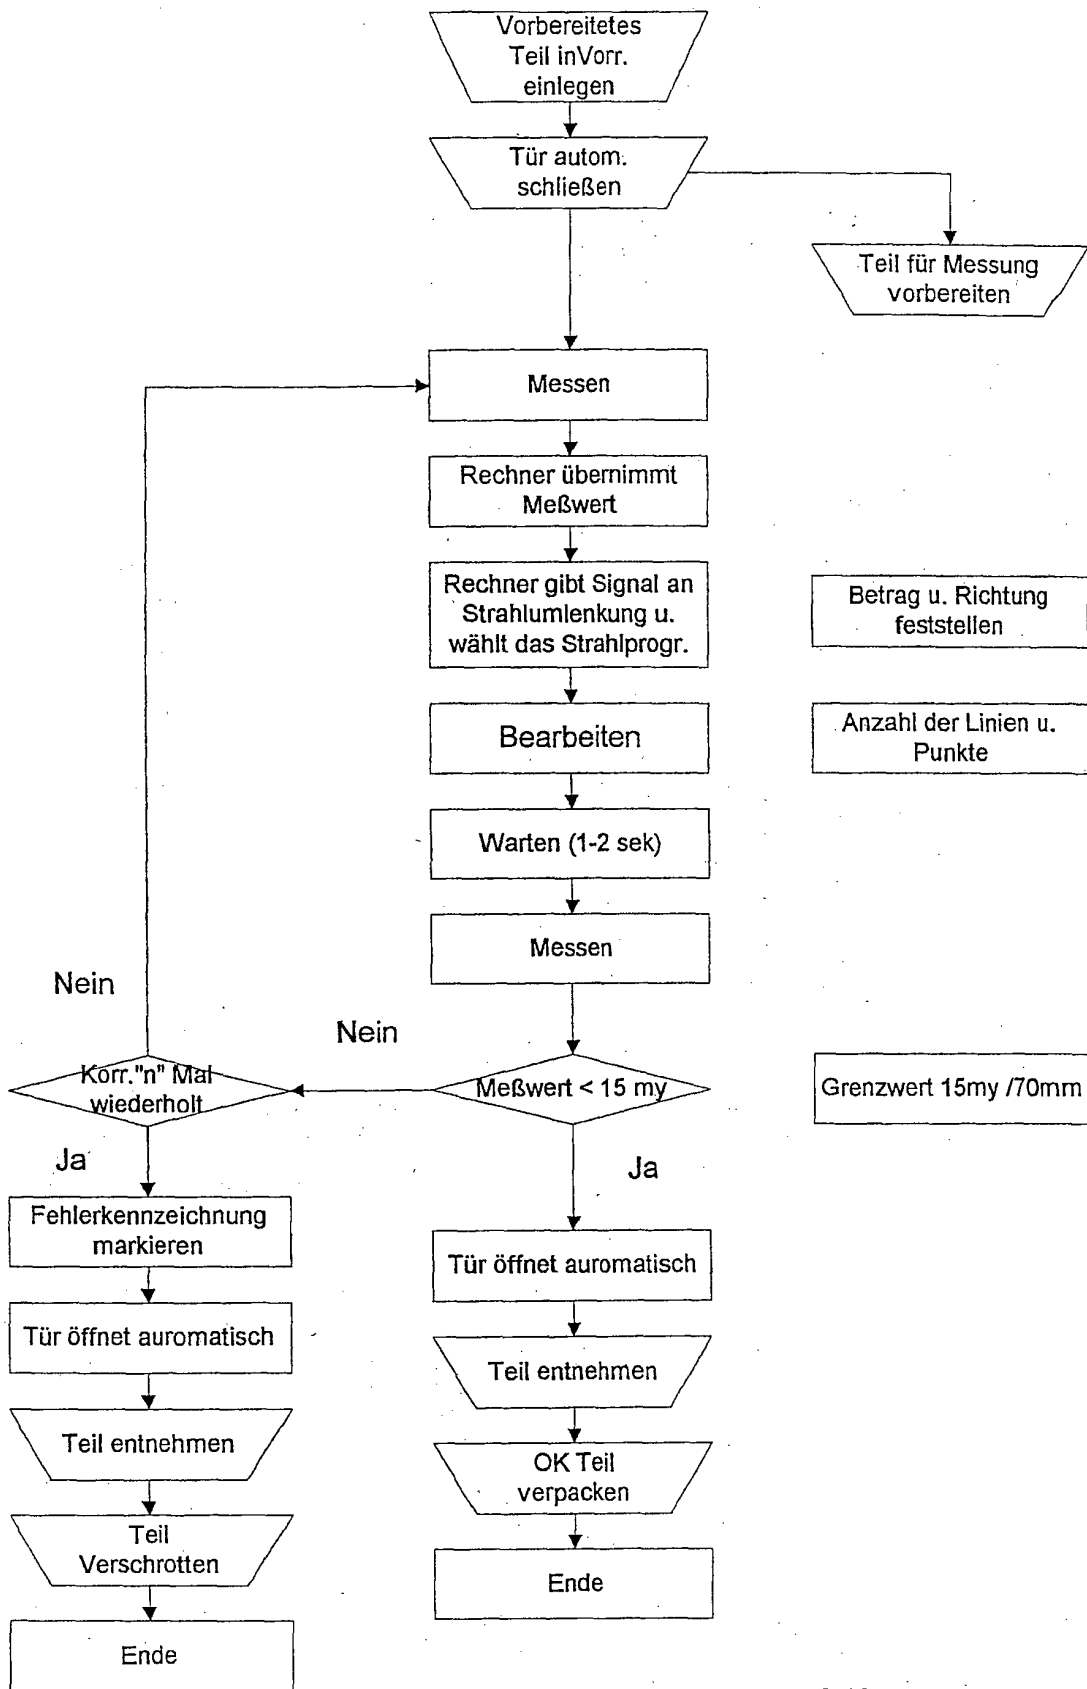 Vorbereitetes
Teil inVorr.
einlegen
Tür autom.
schließen
Teil für Messung
vorbereiten
Messen
Rechner übernimmt
Meßwert
Rechner gibt Signal an
Strahlumlenkung u.
wählt das Strahlprogr.
Betrag u. Richtung
feststellen
Bearbeiten
Anzahl der Linien u.
Punkte
Warten (1-2 sek)
Messen
Nein
Nein
Korr."n" Mal
wiederholt
Meßwert < 15 my
Grenzwert 15my /70mm
Ja
Ja
Fehlerkennzeichnung
markieren
Tür öffnet auromatisch
Tür öffnet auromatisch
Teil entnehmen
Teil entnehmen
OK Teil
verpacken
Teil
Verschrotten
Ende
Ende